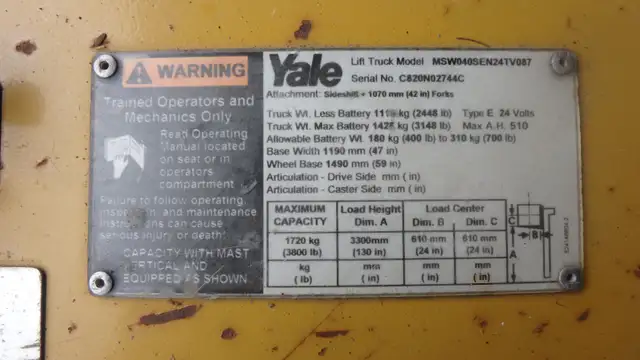 WARNING
Trained Operators and
Mechanics Only
Read Operating
Manual located
on seat or in
operators
compartment
Failure to follow operating
inspection and maintenance
instructions can cause
serious injury or death!
CAPACITY WITH MAST
VERTICAL AND
EQUIPPED AS SHOWN
Yale
Lift Truck Model MSW040SEN24TV087
Serial No. C820N02744C
Attachment: Sideshift - 1070 mm (42 in) Forks
Truck Wt. Less Battery kg (2448 lb) Type E 24 Volts
Truck Wt. Max Battery kg (3148 lb) Max A.H. 510
Allowable Battery Wt. 180 kg (400 lb) to 310 kg (700 lb)
Base Width 1190 mm (47 in)
Wheel Base 1490 mm (59 in)
Articulation - Drive Side mm ( in)
Articulation - Caster Side mm ( in)
MAXIMUM CAPACITY Load Height Dim. A Load Center Dim. B Dim. C
1720 kg 3300mm 610 mm 610 mm
(3800 lb) (130 in) (24 in) (24 in)
kg mm mm mm
( lb) ( in) ( in) ( in)
C
B
A